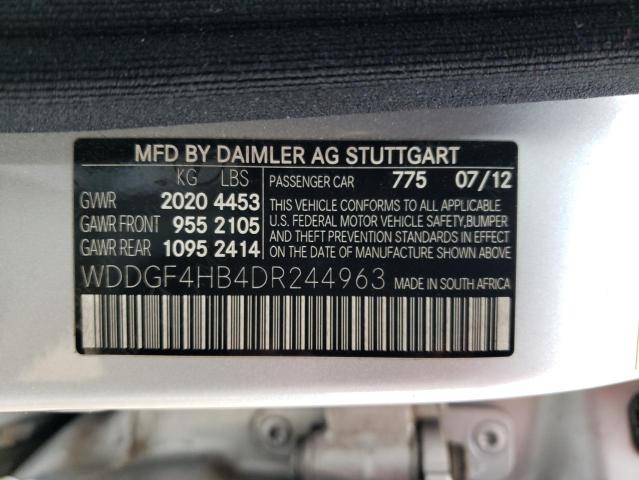 MFD BY DAIMLER AG STUTTGART
KG LBS
GVWR 2020 4453
GAWR FRONT 955 2105
GAWR REAR 1095 2414
PASSENGER CAR 775 07/12
THIS VEHICLE CONFORMS TO ALL APPLICABLE
U.S. FEDERAL MOTOR VEHICLE SAFETY,BUMPER
AND THEFT PREVENTION STANDARDS IN EFFECT
ON THE DATE OF MANUFACTURE SHOWN ABOVE.
WDDGF4HB4DR244963 MADE IN SOUTH AFRICA